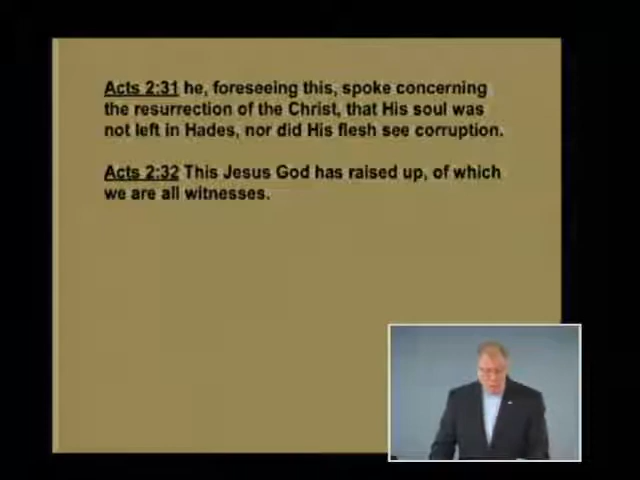 Acts 2:31 he, foreseeing this, spoke concerning
the resurrection of the Christ, that His soul was
not left in Hades, nor did His flesh see corruption.
Acts 2:32 This Jesus God has raised up, of which
we are all witnesses.